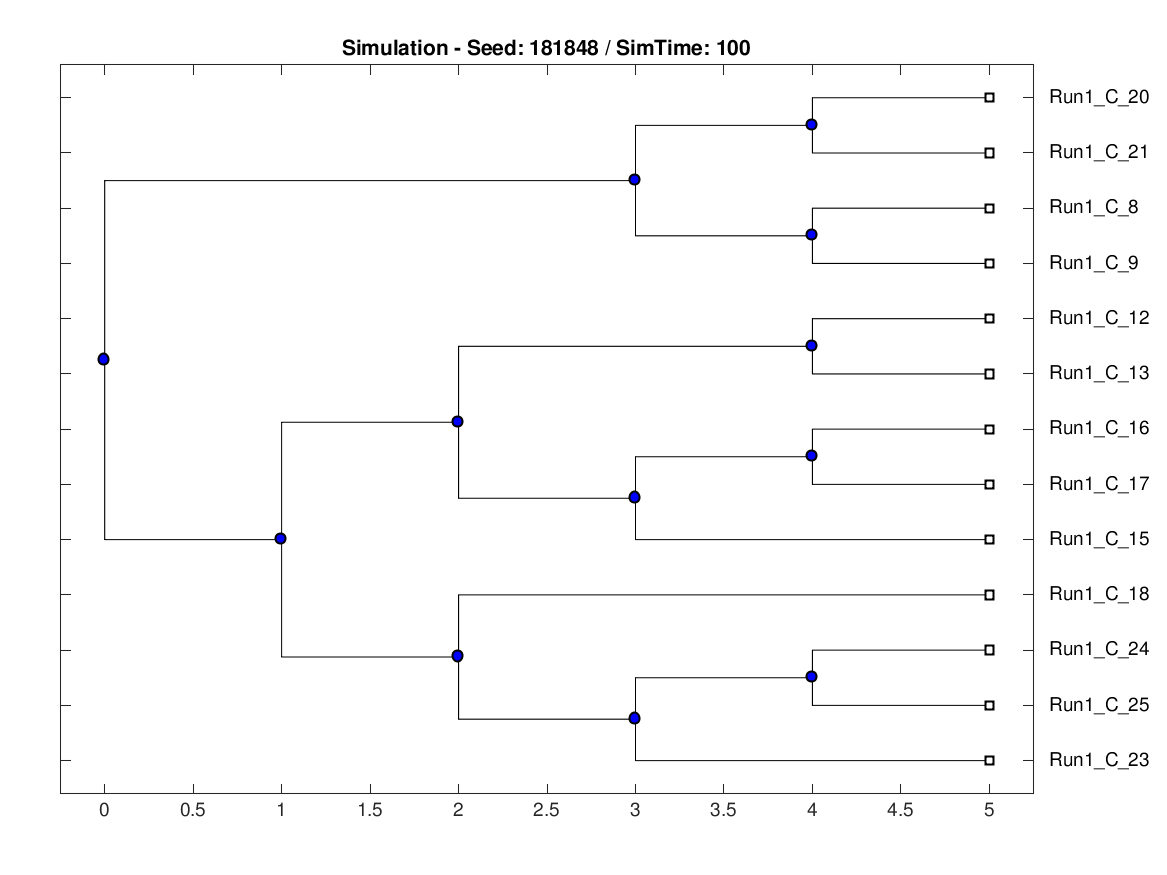 Simulation - Seed: 181848 / SimTime: 100
Run1_C_20
Run1_C_21
Run1_C_8
Run1_C_9
Run1_C_12
Run1_C_13
Run1_C_16
Run1_C_17
Run1_C_15
Run1_C_18
Run1_C_24
Run1_C_25
Run1_C_23
0 0.5 1 1.5 2 2.5 3 3.5 4 4.5 5